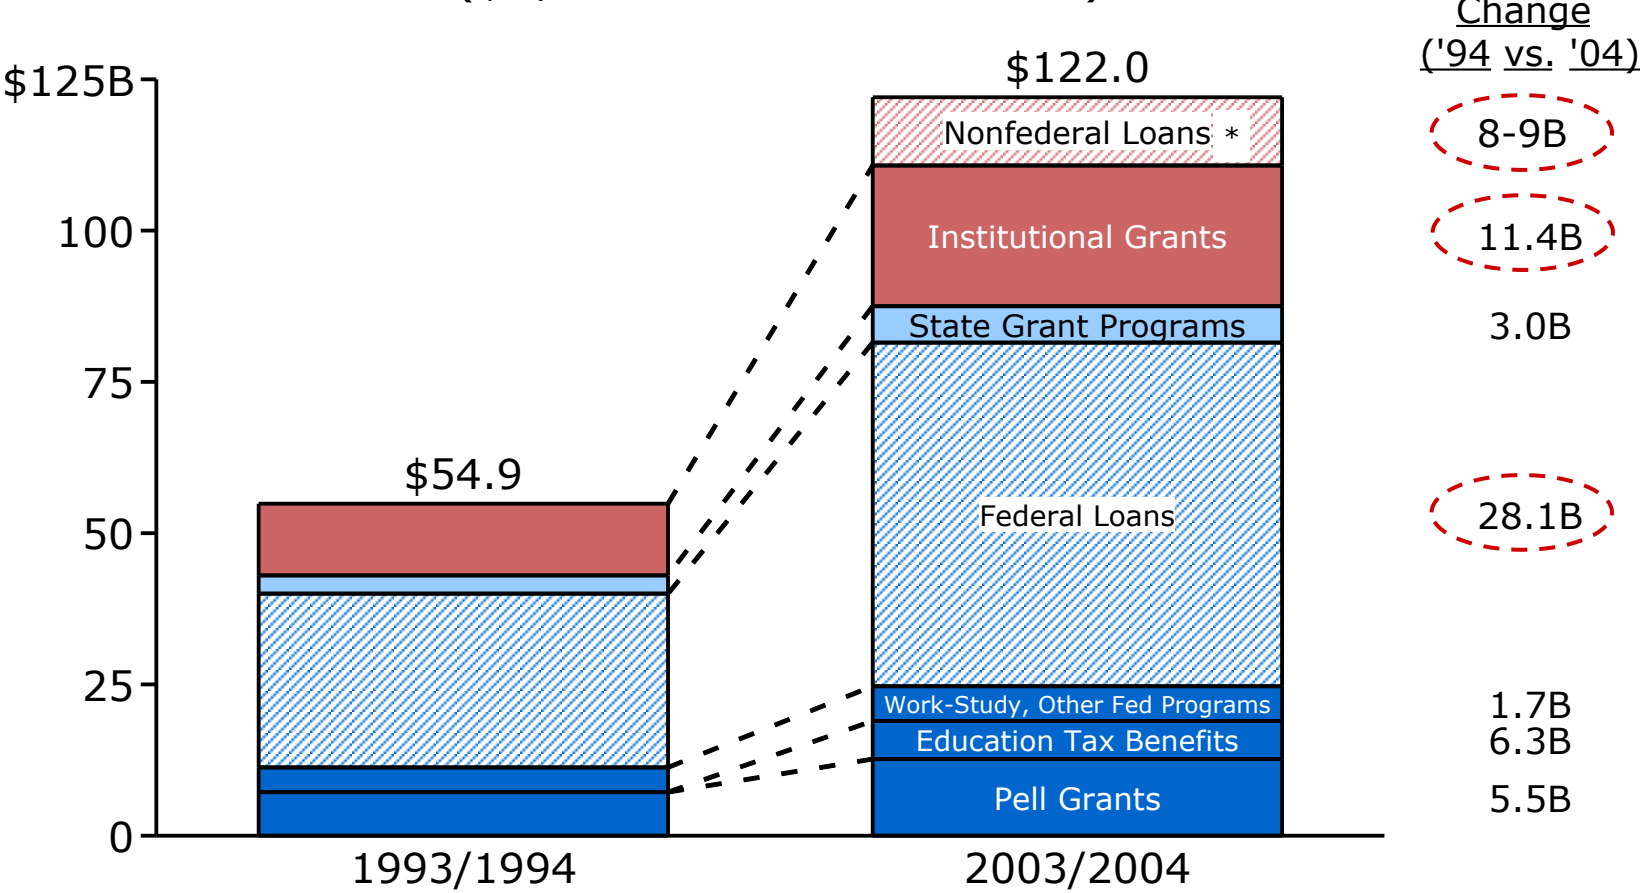 Change
('94 vs. '04)
$125B
100
75
50
25
0
$54.9
$122.0
Nonfederal Loans *
Institutional Grants
State Grant Programs
Federal Loans
Work-Study, Other Fed Programs
Education Tax Benefits
Pell Grants
8-9B
11.4B
3.0B
28.1B
1.7B
6.3B
5.5B
1993/1994
2003/2004